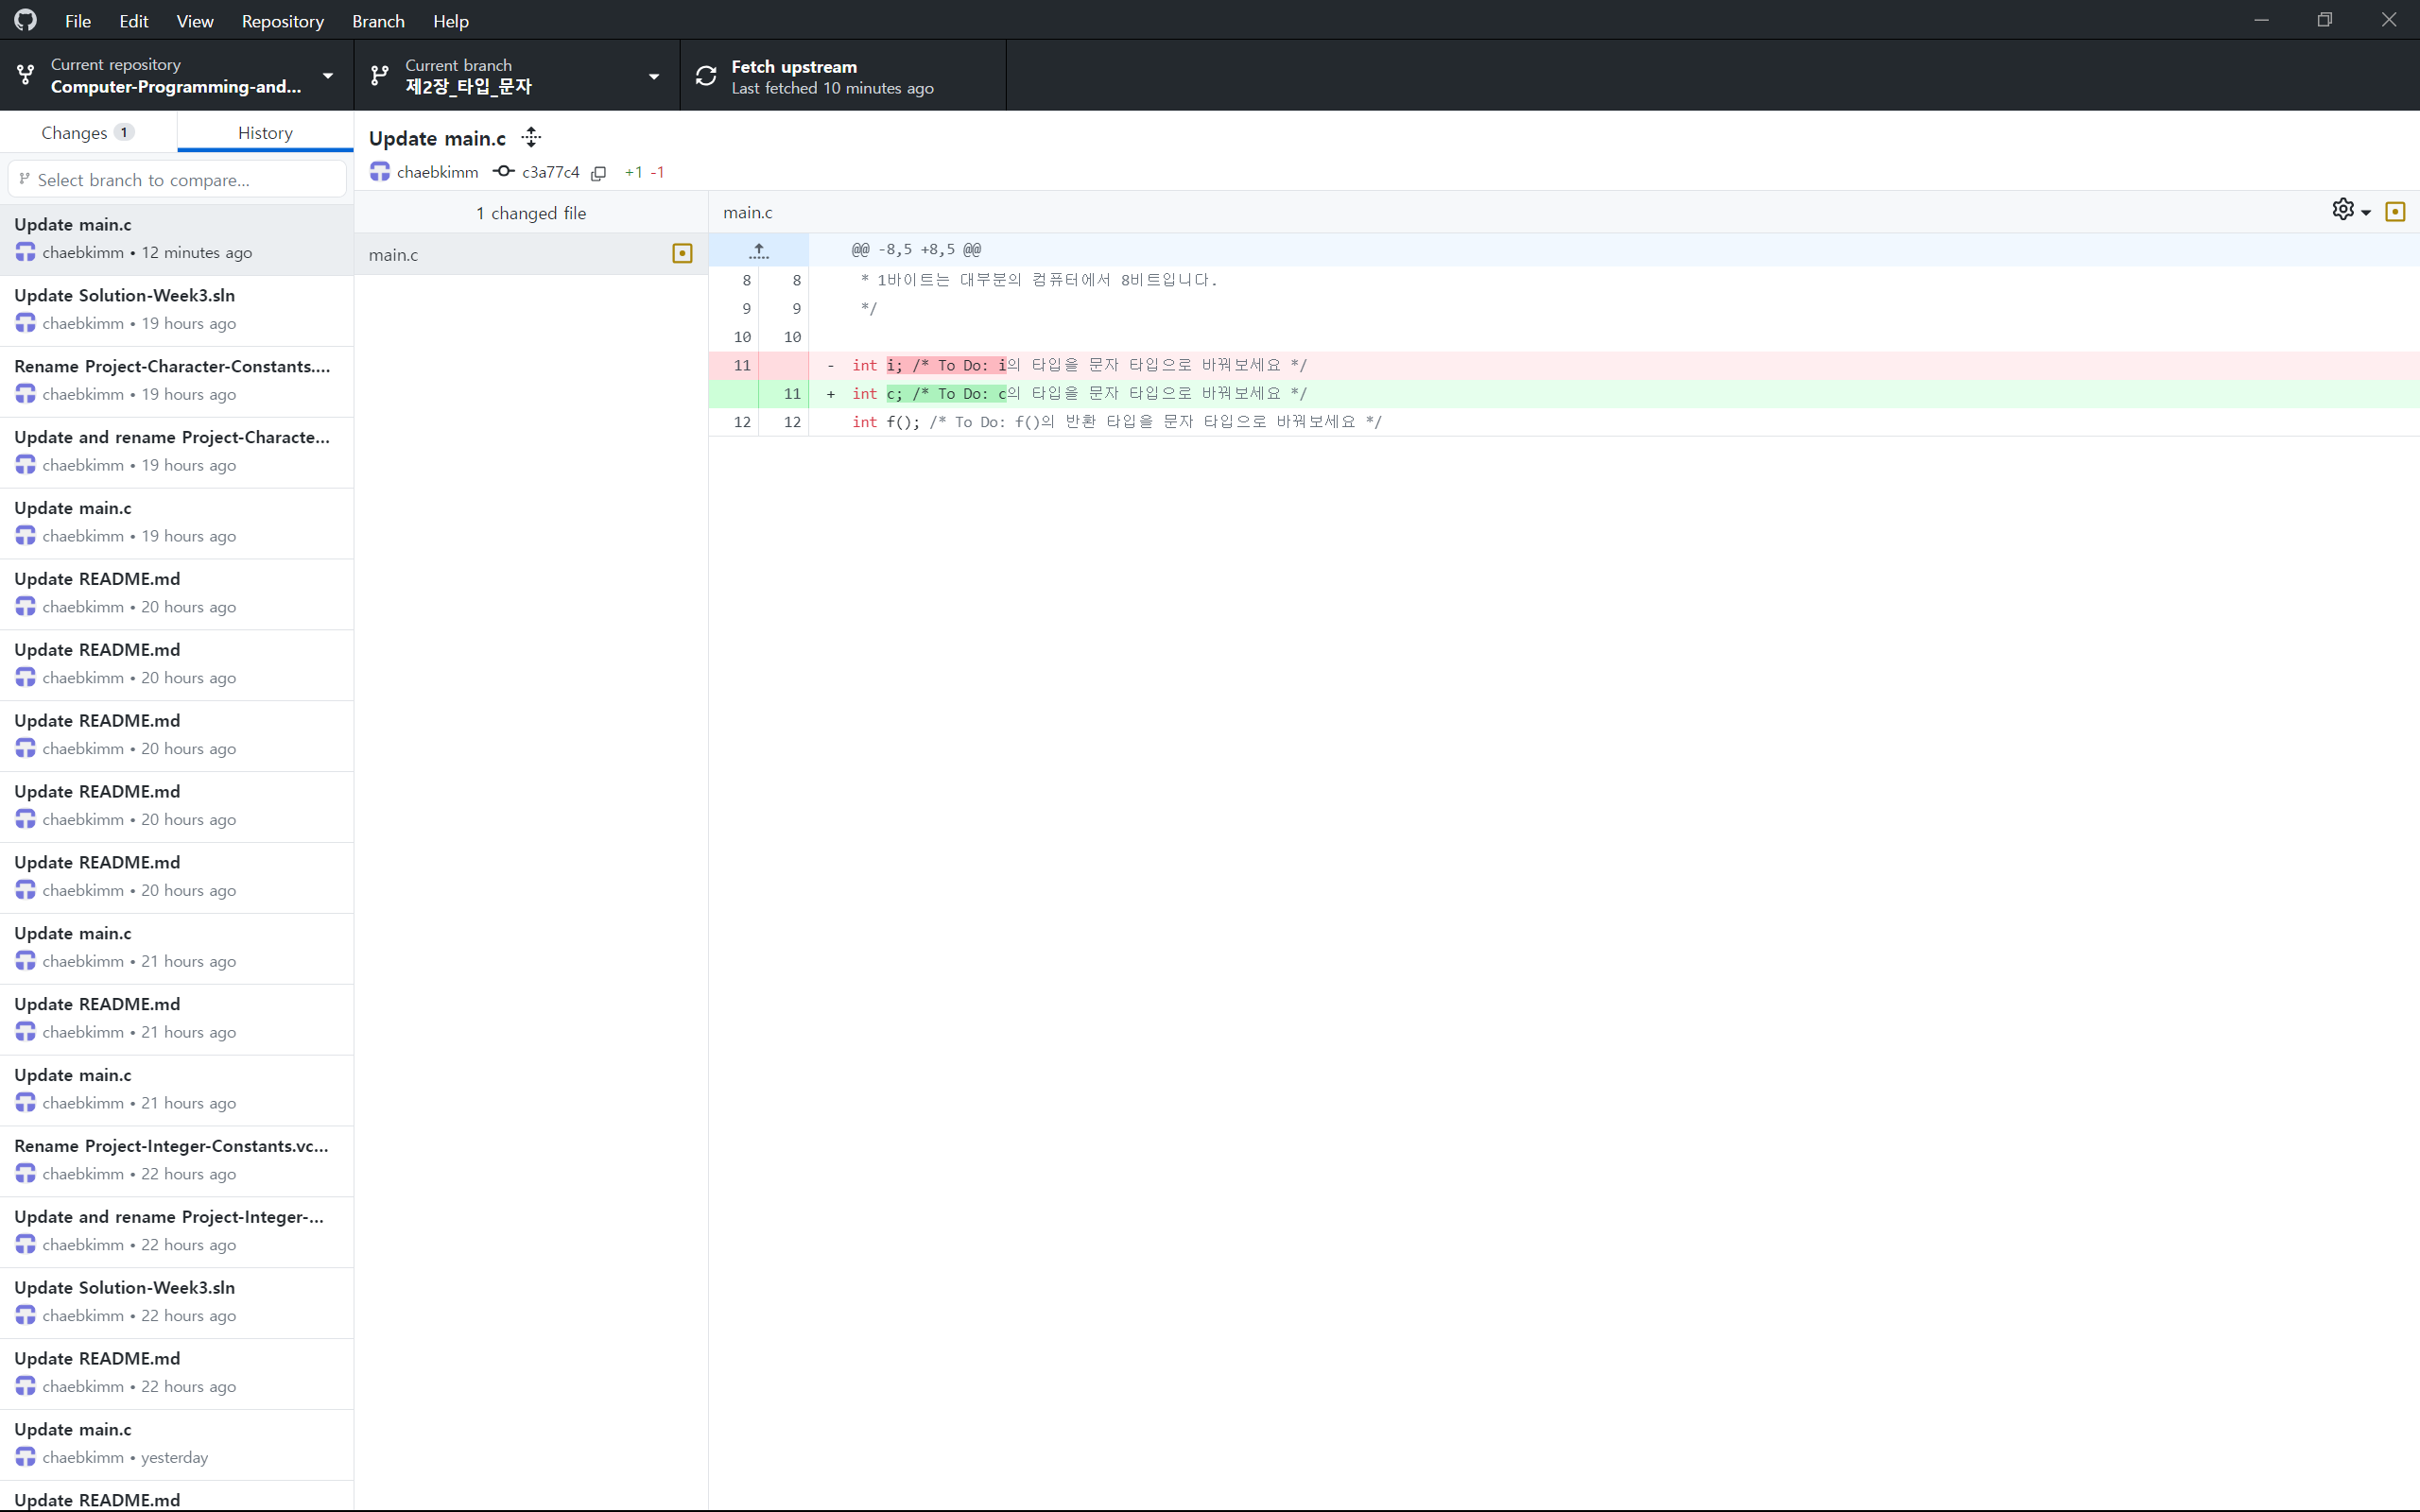 File Edit View Repository Branch Help
Current repository
Computer-Programming-and...
Current branch
제2장_타입_문자
Fetch upstream
Last fetched 10 minutes ago
Changes 1
History
Select branch to compare...
Update main.c
chaebkimm • 12 minutes ago
Update Solution-Week3.sln
chaebkimm • 19 hours ago
Rename Project-Character-Constants....
chaebkimm • 19 hours ago
Update and rename Project-Characte...
chaebkimm • 19 hours ago
Update main.c
chaebkimm • 19 hours ago
Update README.md
chaebkimm • 20 hours ago
Update README.md
chaebkimm • 20 hours ago
Update README.md
chaebkimm • 20 hours ago
Update README.md
chaebkimm • 20 hours ago
Update README.md
chaebkimm • 20 hours ago
Update main.c
chaebkimm • 21 hours ago
Update README.md
chaebkimm • 21 hours ago
Update main.c
chaebkimm • 21 hours ago
Rename Project-Integer-Constants.vc...
chaebkimm • 22 hours ago
Update and rename Project-Integer-...
chaebkimm • 22 hours ago
Update Solution-Week3.sln
chaebkimm • 22 hours ago
Update README.md
chaebkimm • 22 hours ago
Update main.c
chaebkimm • yesterday
Update README.md
Update main.c
chaebkimm c3a77c4 +1 -1
1 changed file
main.c
main.c
@@ -8,5 +8,5 @@
8 8 * 1바이트는 대부분의 컴퓨터에서 8비트입니다.
9 9 */
10 10
11 - int i; /* To Do: i의 타입을 문자 타입으로 바꿔보세요 */
11 + int c; /* To Do: c의 타입을 문자 타입으로 바꿔보세요 */
12 12 int f(); /* To Do: f()의 반환 타입을 문자 타입으로 바꿔보세요 */